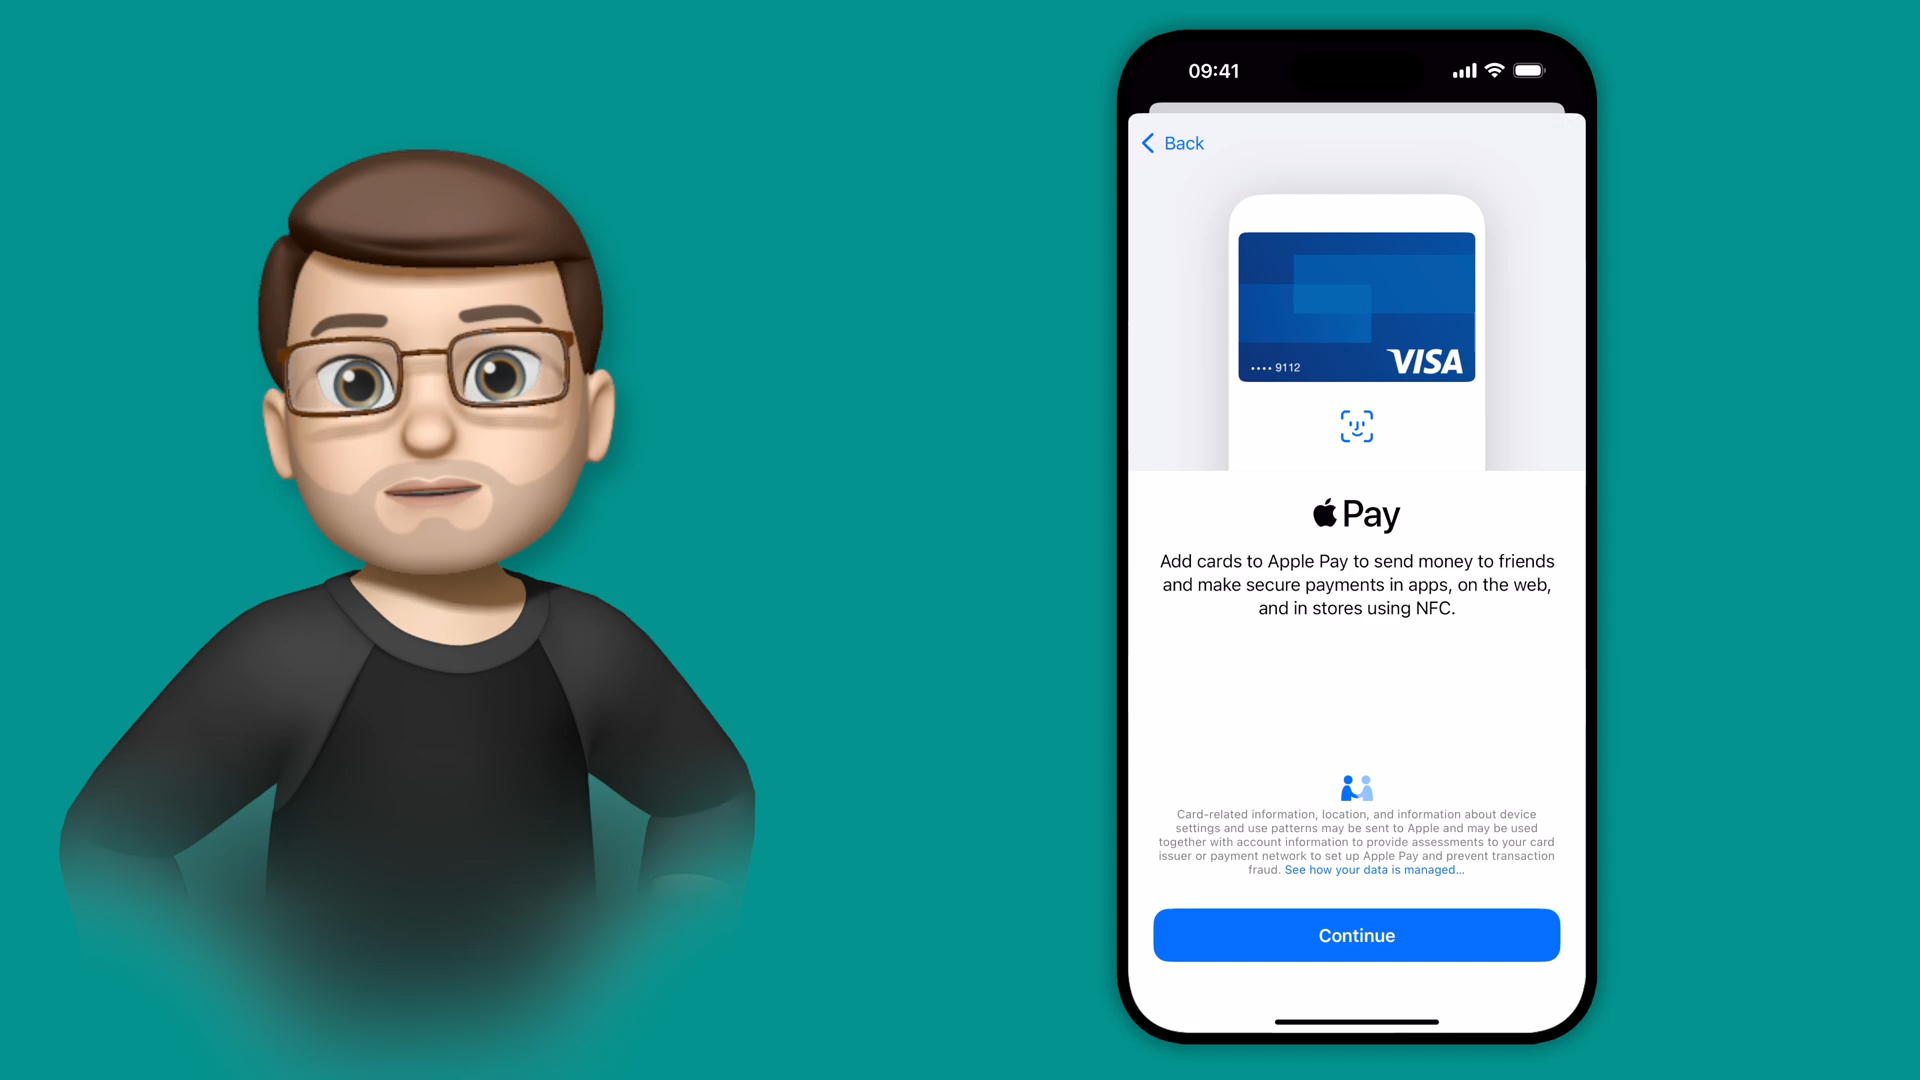 09:41
Back
•••• 9112
VISA
Pay
Add cards to Apple Pay to send money to friends
and make secure payments in apps, on the web,
and in stores using NFC.
Card-related information, location, and information about device
settings and use patterns may be sent to Apple and may be used
together with account information to provide assessments to your card
issuer or payment network to set up Apple Pay and prevent transaction
fraud. See how your data is managed...
Continue